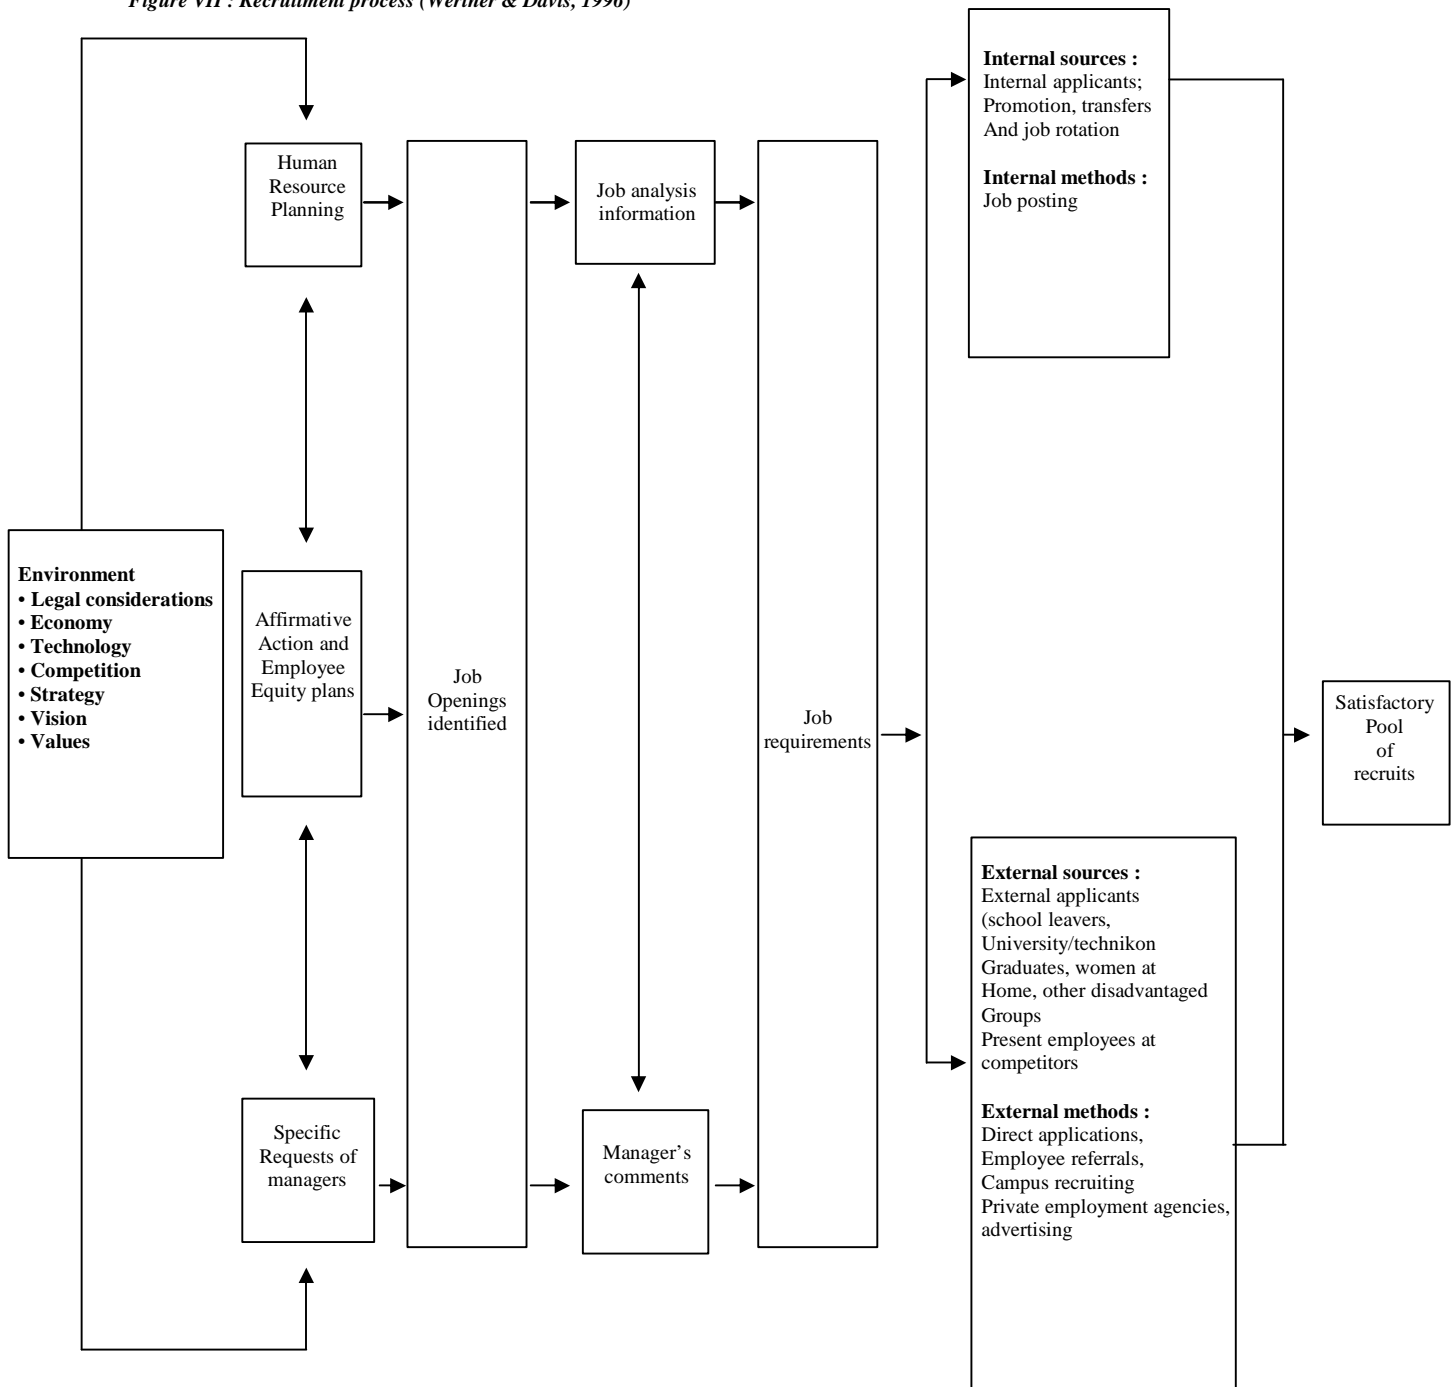 Figure VII : Recruitment process (Werther & Davis, 1996)
Human
Resource
Planning
Job analysis
information
Internal sources :
Internal applicants;
Promotion, transfers
And job rotation
Internal methods :
Job posting
Environment
• Legal considerations
• Economy
• Technology
• Competition
• Strategy
• Vision
• Values
Affirmative
Action and
Employee
Equity plans
Job
Openings
identified
Job
requirements
Satisfactory
Pool
of
recruits
External sources :
External applicants
(school leavers,
University/technikon
Graduates, women at
Home, other disadvantaged
Groups
Present employees at
competitors
External methods :
Direct applications,
Employee referrals,
Campus recruiting
Private employment agencies,
advertising
Specific
Requests of
managers
Manager’s
comments